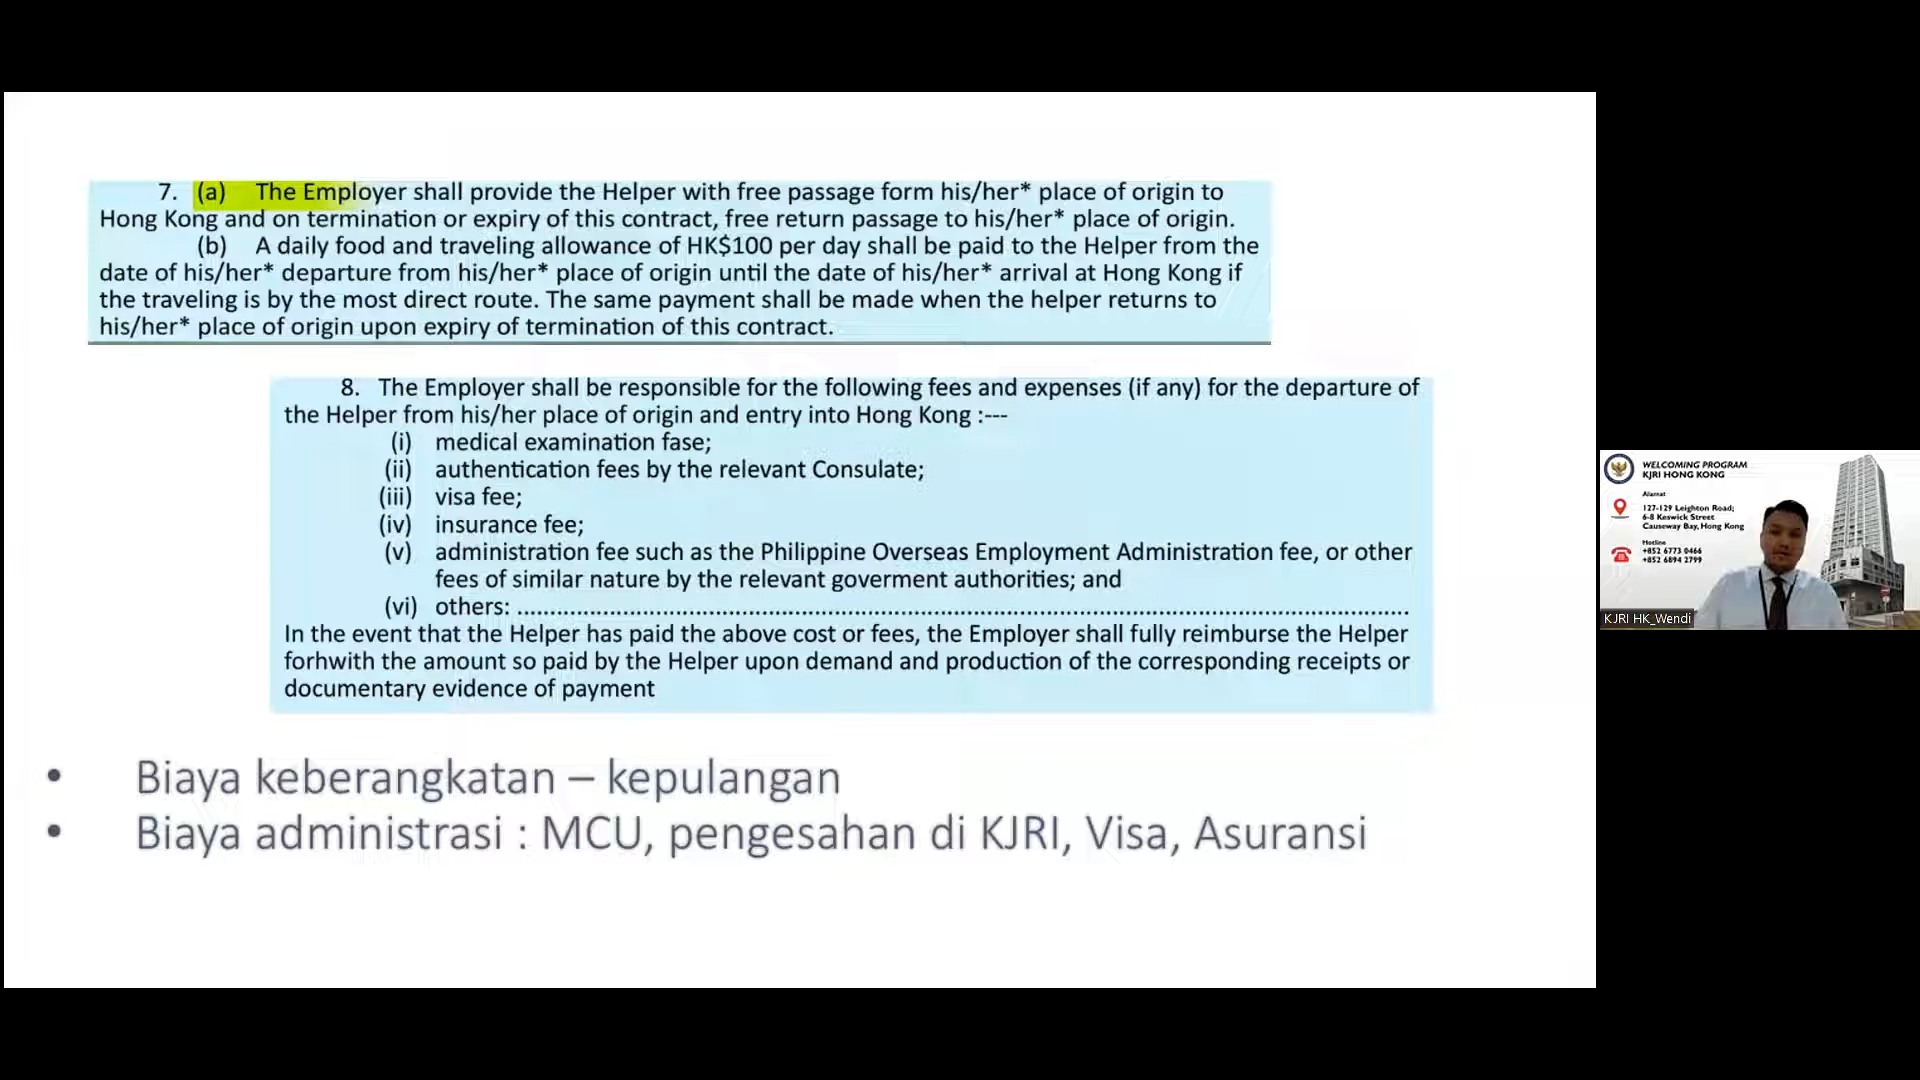 7. (a) The Employer shall provide the Helper with free passage form his/her* place of origin to
Hong Kong and on termination or expiry of this contract, free return passage to his/her* place of origin.
(b) A daily food and traveling allowance of HK$100 per day shall be paid to the Helper from the
date of his/her* departure from his/her* place of origin until the date of his/her* arrival at Hong Kong if
the traveling is by the most direct route. The same payment shall be made when the helper returns to
his/her* place of origin upon expiry of termination of this contract.
8. The Employer shall be responsible for the following fees and expenses (if any) for the departure of
the Helper from his/her place of origin and entry into Hong Kong :---
(i) medical examination fase;
(ii) authentication fees by the relevant Consulate;
(iii) visa fee;
(iv) insurance fee;
(v) administration fee such as the Philippine Overseas Employment Administration fee, or other
fees of similar nature by the relevant goverment authorities; and
(vi) others: ........................................................................................................................................
In the event that the Helper has paid the above cost or fees, the Employer shall fully reimburse the Helper
forhwith the amount so paid by the Helper upon demand and production of the corresponding receipts or
documentary evidence of payment
• Biaya keberangkatan – kepulangan
• Biaya administrasi : MCU, pengesahan di KJRI, Visa, Asuransi
WELCOMING PROGRAM
KJRI HONG KONG
Alamat
127-129 Leighton Road;
6-8 Keswick Street
Causeway Bay, Hong Kong
Hotline
+852 6773 0466
+852 6894 2799
KJRI HK_Wendi